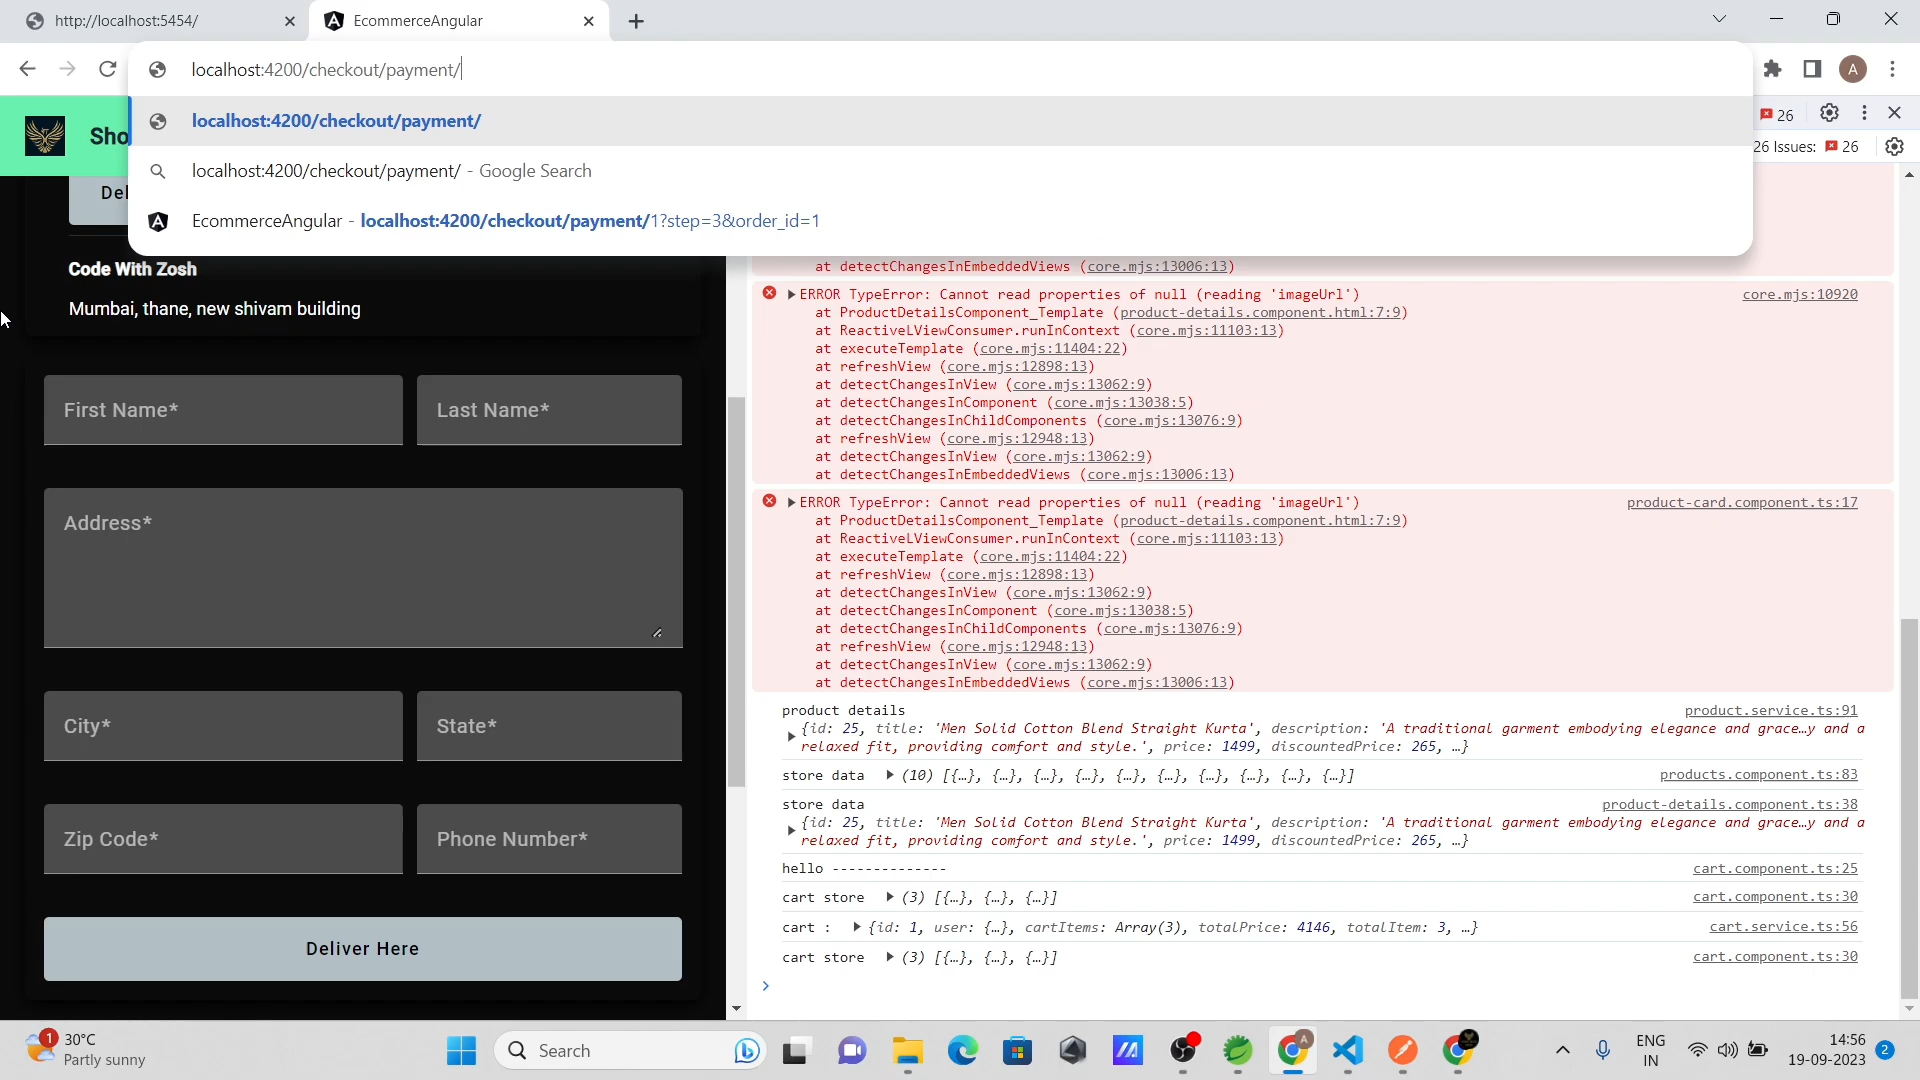 http://localhost:5454/
EcommerceAngular
localhost:4200/checkout/payment/
A
localhost:4200/checkout/payment/
localhost:4200/checkout/payment/ - Google Search
EcommerceAngular - localhost:4200/checkout/payment/1?step=3&order_id=1
26
26 Issues: 26
Sho
Del
Code With Zosh
Mumbai, thane, new shivam building
First Name*
Last Name*
Address*
City*
State*
Zip Code*
Phone Number*
Deliver Here
at detectChangesInEmbeddedViews (core.mjs:13006:13)
ERROR TypeError: Cannot read properties of null (reading 'imageUrl') core.mjs:10920
at ProductDetailsComponent_Template (product-details.component.html:7:9)
at ReactiveLViewConsumer.runInContext (core.mjs:11103:13)
at executeTemplate (core.mjs:11404:22)
at refreshView (core.mjs:12898:13)
at detectChangesInView (core.mjs:13062:9)
at detectChangesInComponent (core.mjs:13038:5)
at detectChangesInChildComponents (core.mjs:13076:9)
at refreshView (core.mjs:12948:13)
at detectChangesInView (core.mjs:13062:9)
at detectChangesInEmbeddedViews (core.mjs:13006:13)
ERROR TypeError: Cannot read properties of null (reading 'imageUrl') product-card.component.ts:17
at ProductDetailsComponent_Template (product-details.component.html:7:9)
at ReactiveLViewConsumer.runInContext (core.mjs:11103:13)
at executeTemplate (core.mjs:11404:22)
at refreshView (core.mjs:12898:13)
at detectChangesInView (core.mjs:13062:9)
at detectChangesInComponent (core.mjs:13038:5)
at detectChangesInChildComponents (core.mjs:13076:9)
at refreshView (core.mjs:12948:13)
at detectChangesInView (core.mjs:13062:9)
at detectChangesInEmbeddedViews (core.mjs:13006:13)
product details product.service.ts:91
{id: 25, title: 'Men Solid Cotton Blend Straight Kurta', description: 'A traditional garment embodying elegance and grace…y and a
relaxed fit, providing comfort and style.', price: 1499, discountedPrice: 265, …}
store data (10) [{…}, {…}, {…}, {…}, {…}, {…}, {…}, {…}, {…}, {…}] products.component.ts:83
store data product-details.component.ts:38
{id: 25, title: 'Men Solid Cotton Blend Straight Kurta', description: 'A traditional garment embodying elegance and grace…y and a
relaxed fit, providing comfort and style.', price: 1499, discountedPrice: 265, …}
hello -------------- cart.component.ts:25
cart store (3) [{…}, {…}, {…}] cart.component.ts:30
cart : {id: 1, user: {…}, cartItems: Array(3), totalPrice: 4146, totalItem: 3, …} cart.service.ts:56
cart store (3) [{…}, {…}, {…}] cart.component.ts:30
1
30°C
Partly sunny
Search
A
ENG
IN
14:56
19-09-2023
2